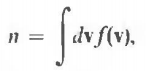 n = ∫ dv f(v),